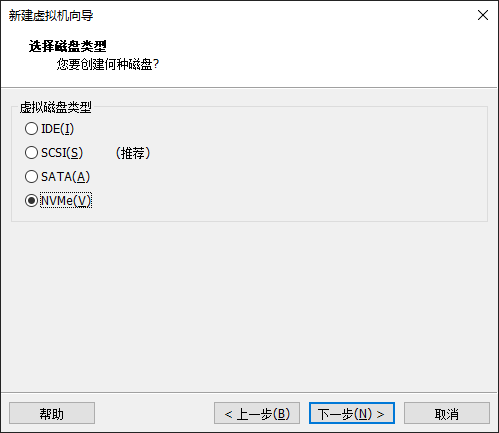 新建虚拟机向导
选择磁盘类型
您要创建何种磁盘?
虚拟磁盘类型
IDE(I)
SCSI(S) （推荐）
SATA(A)
NVMe(V)
帮助 < 上一步(B) 下一步(N) > 取消